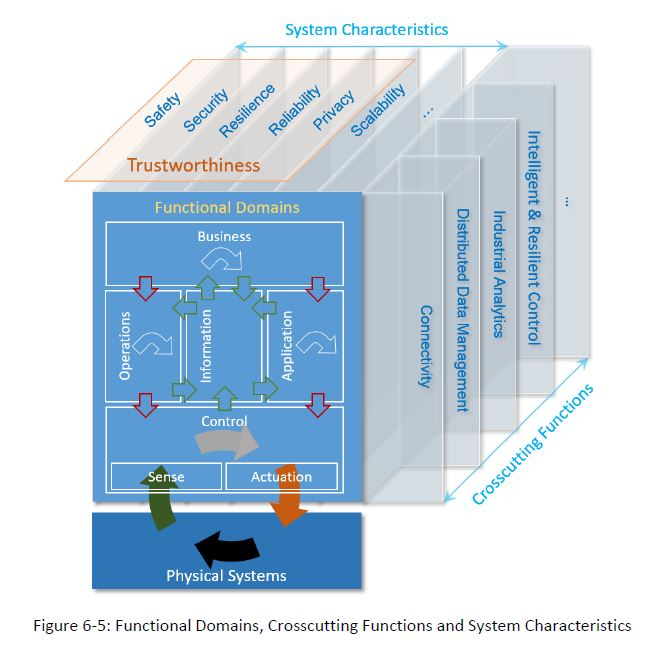 System Characteristics
Safety
Security
Resilience
Reliability
Privacy
Scalability
...
Trustworthiness
Functional Domains
Business
Operations
Information
Application
Control
Sense
Actuation
Physical Systems
Connectivity
Distributed Data Management
Industrial Analytics
Intelligent & Resilient Control
...
Crosscutting Functions
Figure 6-5: Functional Domains, Crosscutting Functions and System Characteristics